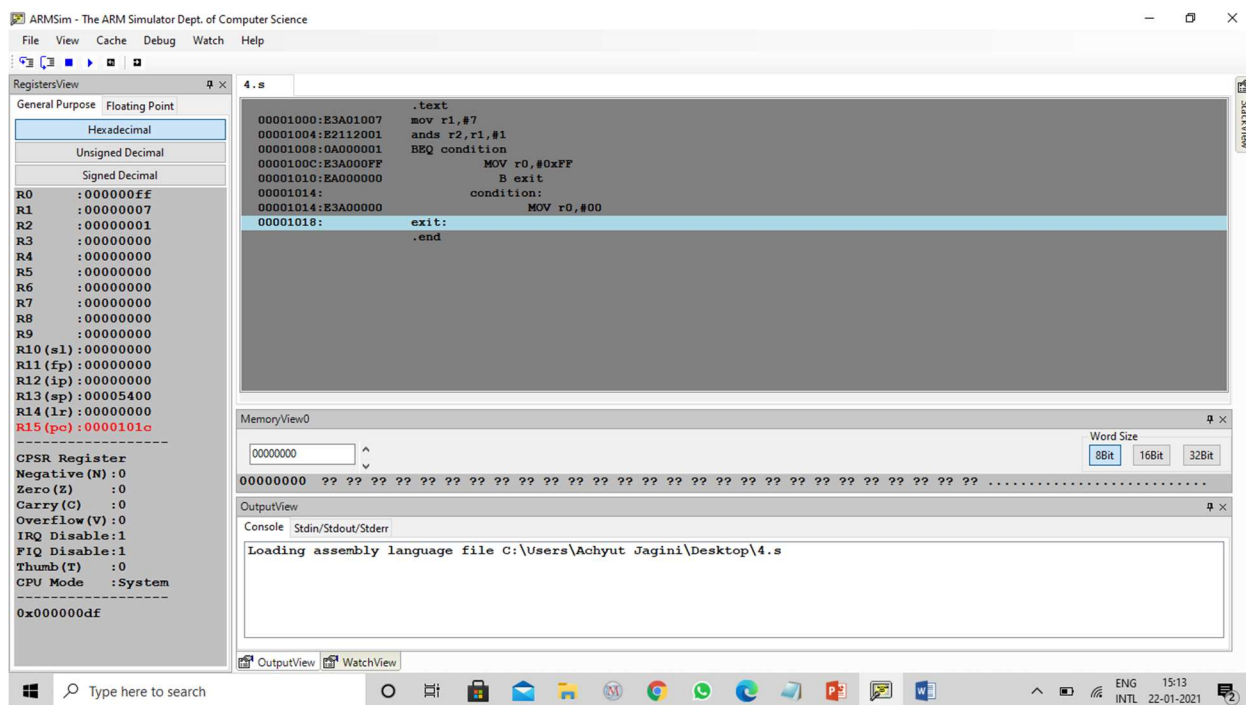 ARMSim - The ARM Simulator Dept. of Computer Science
File View Cache Debug Watch Help
RegistersView
General Purpose Floating Point
Hexadecimal
Unsigned Decimal
Signed Decimal
R0 :000000ff
R1 :00000007
R2 :00000001
R3 :00000000
R4 :00000000
R5 :00000000
R6 :00000000
R7 :00000000
R8 :00000000
R9 :00000000
R10(sl):00000000
R11(fp):00000000
R12(ip):00000000
R13(sp):00005400
R14(lr):00000000
R15(pc):0000101c
------------------
CPSR Register
Negative(N):0
Zero(Z) :0
Carry(C) :0
Overflow(V):0
IRQ Disable:1
FIQ Disable:1
Thumb(T) :0
CPU Mode :System
------------------
0x000000df
4.s
.text
00001000:E3A01007 mov r1,#7
00001004:E2112001 ands r2,r1,#1
00001008:0A000001 BEQ condition
0000100C:E3A000FF MOV r0,#0xFF
00001010:EA000000 B exit
00001014: condition:
00001014:E3A00000 MOV r0,#00
00001018: exit:
.end
StackView
MemoryView0
00000000
Word Size
8Bit 16Bit 32Bit
00000000 ?? ?? ?? ?? ?? ?? ?? ?? ?? ?? ?? ?? ?? ?? ?? ?? ?? ?? ?? ?? ?? ?? ?? ?? ?? ?? ?? ...........................
OutputView
Console Stdin/Stdout/Stderr
Loading assembly language file C:\Users\Achyut Jagini\Desktop\4.s
OutputView WatchView
Type here to search
ENG
INTL
15:13
22-01-2021
2